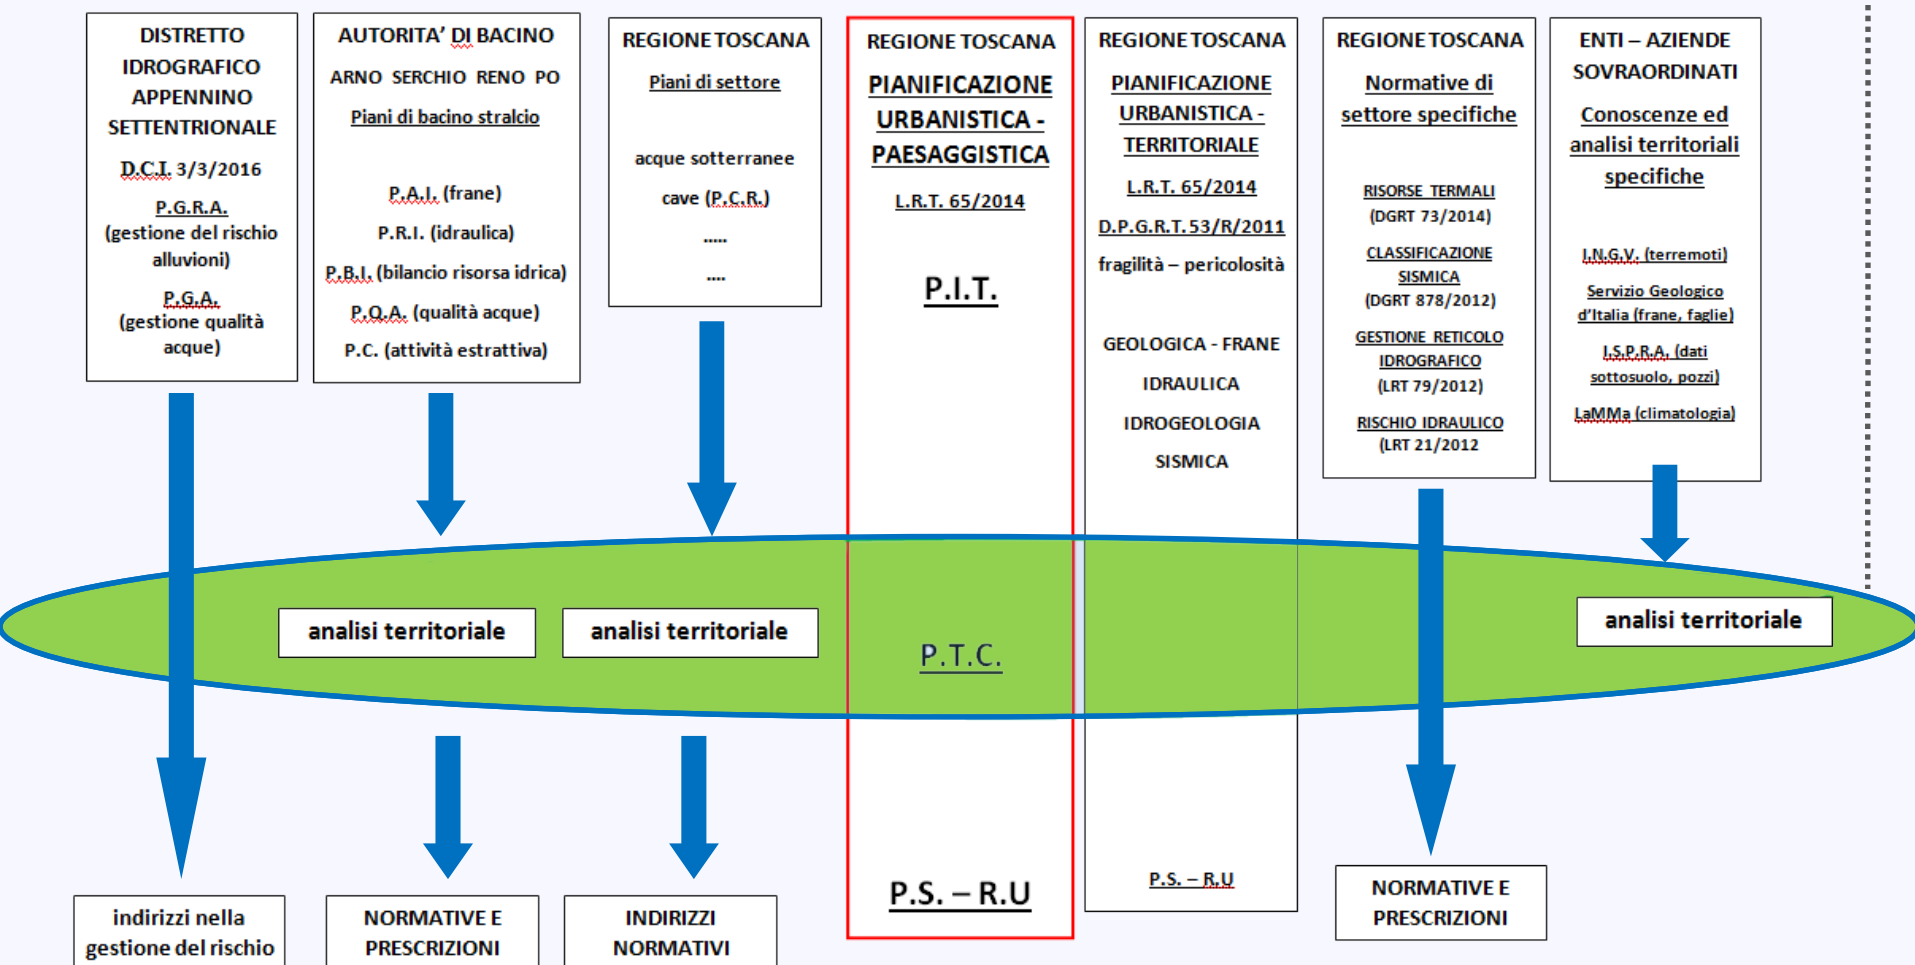 DISTRETTO
IDROGRAFICO
APPENNINO
SETTENTRIONALE
D.C.I. 3/3/2016
P.G.R.A.
(gestione del rischio
alluvioni)
P.G.A.
(gestione qualità
acque)
AUTORITA’ DI BACINO
ARNO SERCHIO RENO PO
Piani di bacino stralcio
P.A.I. (frane)
P.R.I. (idraulica)
P.B.I. (bilancio risorsa idrica)
P.Q.A. (qualità acque)
P.C. (attività estrattiva)
REGIONE TOSCANA
Piani di settore
acque sotterranee
cave (P.C.R.)
.....
....
REGIONE TOSCANA
PIANIFICAZIONE
URBANISTICA -
PAESAGGISTICA
L.R.T. 65/2014
P.I.T.
REGIONE TOSCANA
PIANIFICAZIONE
URBANISTICA -
TERRITORIALE
L.R.T. 65/2014
D.P.G.R.T. 53/R/2011
fragilità – pericolosità
GEOLOGICA - FRANE
IDRAULICA
IDROGEOLOGIA
SISMICA
REGIONE TOSCANA
Normative di
settore specifiche
RISORSE TERMALI
(DGRT 73/2014)
CLASSIFICAZIONE
SISMICA
(DGRT 878/2012)
GESTIONE RETICOLO
IDROGRAFICO
(LRT 79/2012)
RISCHIO IDRAULICO
(LRT 21/2012
ENTI – AZIENDE
SOVRAORDINATI
Conoscenze ed
analisi territoriali
specifiche
I.N.G.V. (terremoti)
Servizio Geologico
d’Italia (frane, faglie)
I.S.P.R.A. (dati
sottosuolo, pozzi)
LaMMa (climatologia)
analisi territoriale
analisi territoriale
P.T.C.
analisi territoriale
indirizzi nella
gestione del rischio
NORMATIVE E
PRESCRIZIONI
INDIRIZZI
NORMATIVI
P.S. – R.U
P.S. – R.U
NORMATIVE E
PRESCRIZIONI